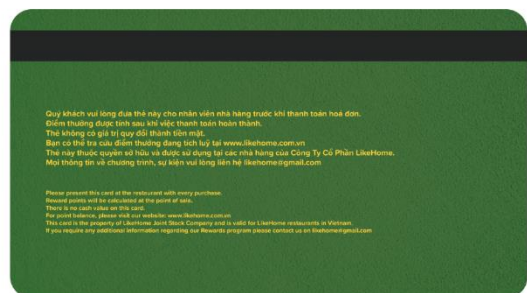 Quý khách vui lòng đưa thẻ này cho nhân viên nhà hàng trước khi thanh toán hoá đơn.
Điểm thưởng được tính sau khi việc thanh toán hoàn thành.
Thẻ không có giá trị quy đổi thành tiền mặt.
Bạn có thể tra cứu điểm thưởng đang tích luỹ tại www.likehome.com.vn
Thẻ này thuộc quyền sở hữu và được sử dụng tại các nhà hàng của Công Ty Cổ Phần LikeHome.
Mọi thông tin về chương trình, sự kiện vui lòng liên hệ likehome@gmail.com
Please present this card at the restaurant with every purchase.
Reward points will be calculated at the point of sale.
There is no cash value on this card.
For point balance, please visit our website: www.likehome.com.vn
This card is the property of LikeHome Joint Stock Company and is valid for LikeHome restaurants in Vietnam.
If you require any additional information regarding our Rewards program please contact us on likehome@gmail.com